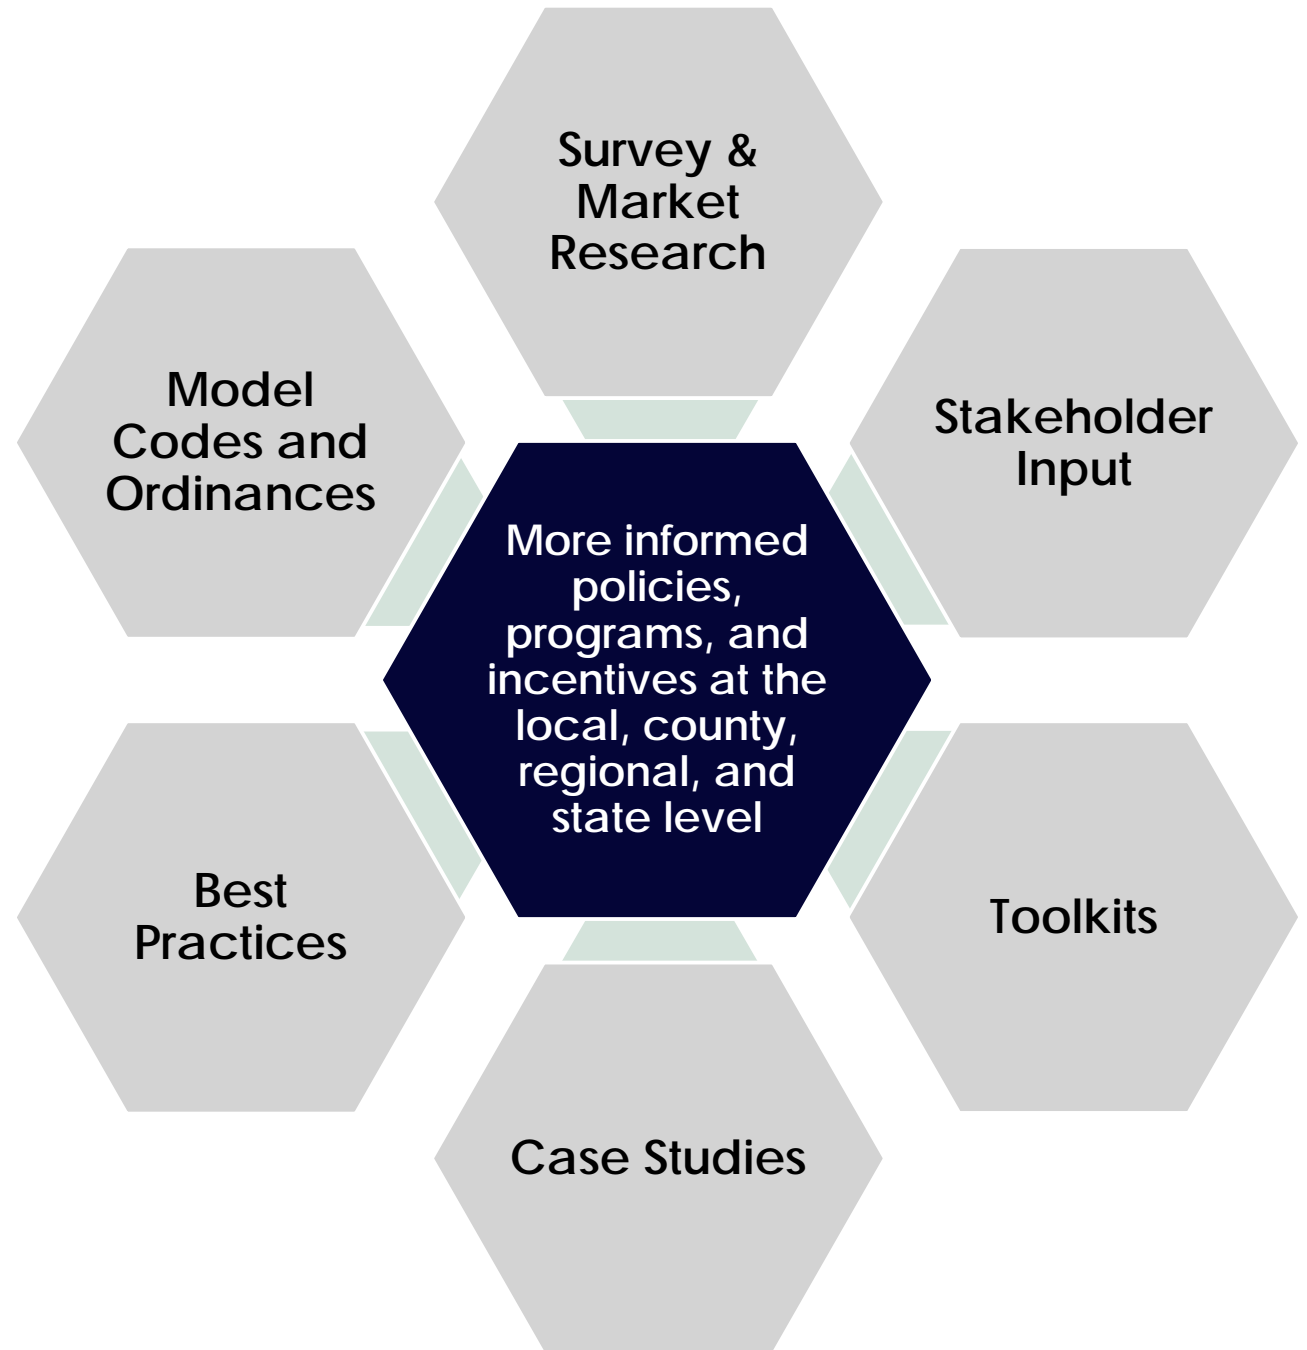 Survey &
Market
Research
Model
Codes and
Ordinances
Stakeholder
Input
More informed
policies,
programs, and
incentives at the
local, county,
regional, and
state level
Best
Practices
Toolkits
Case Studies